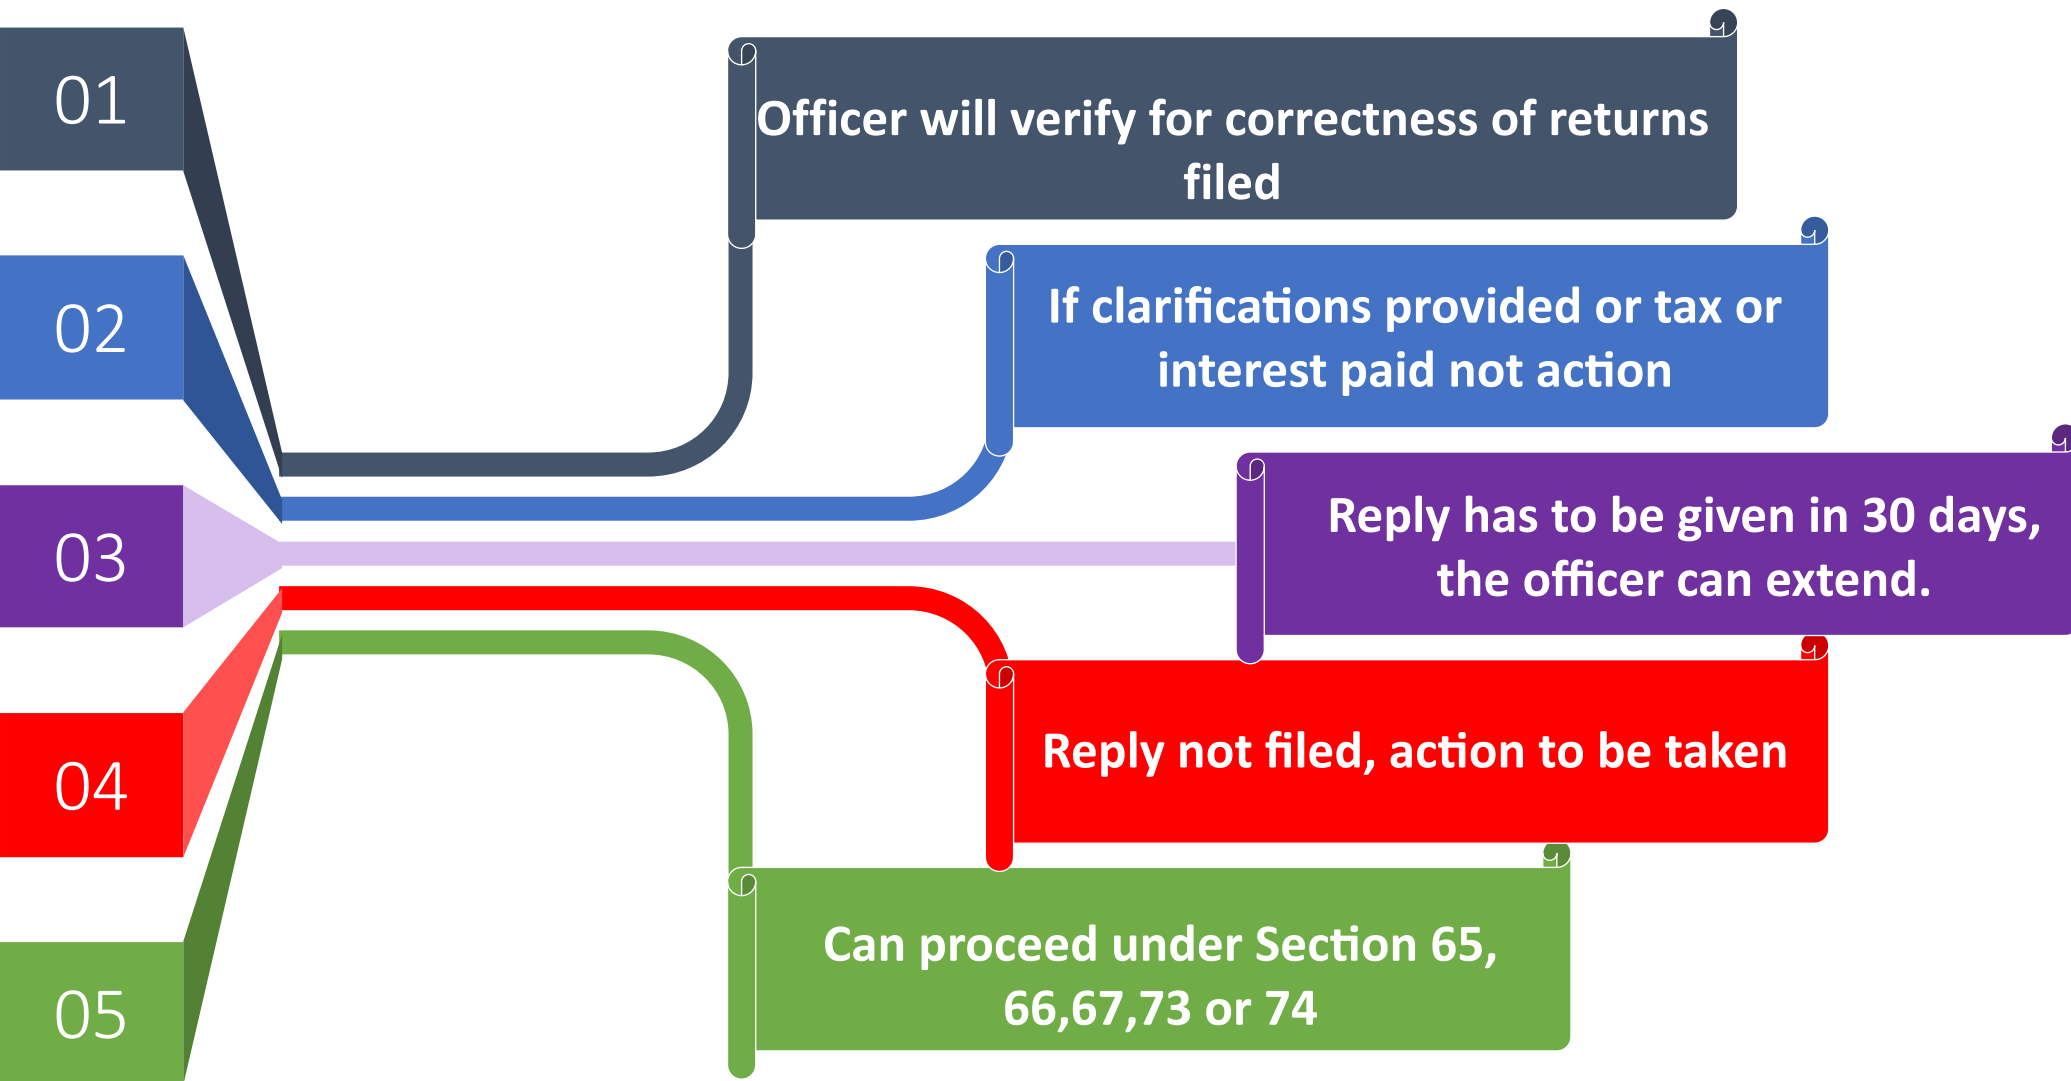 01
Officer will verify for correctness of returns
filed
02
If clarifications provided or tax or
interest paid not action
03
Reply has to be given in 30 days,
the officer can extend.
04
Reply not filed, action to be taken
05
Can proceed under Section 65,
66,67,73 or 74